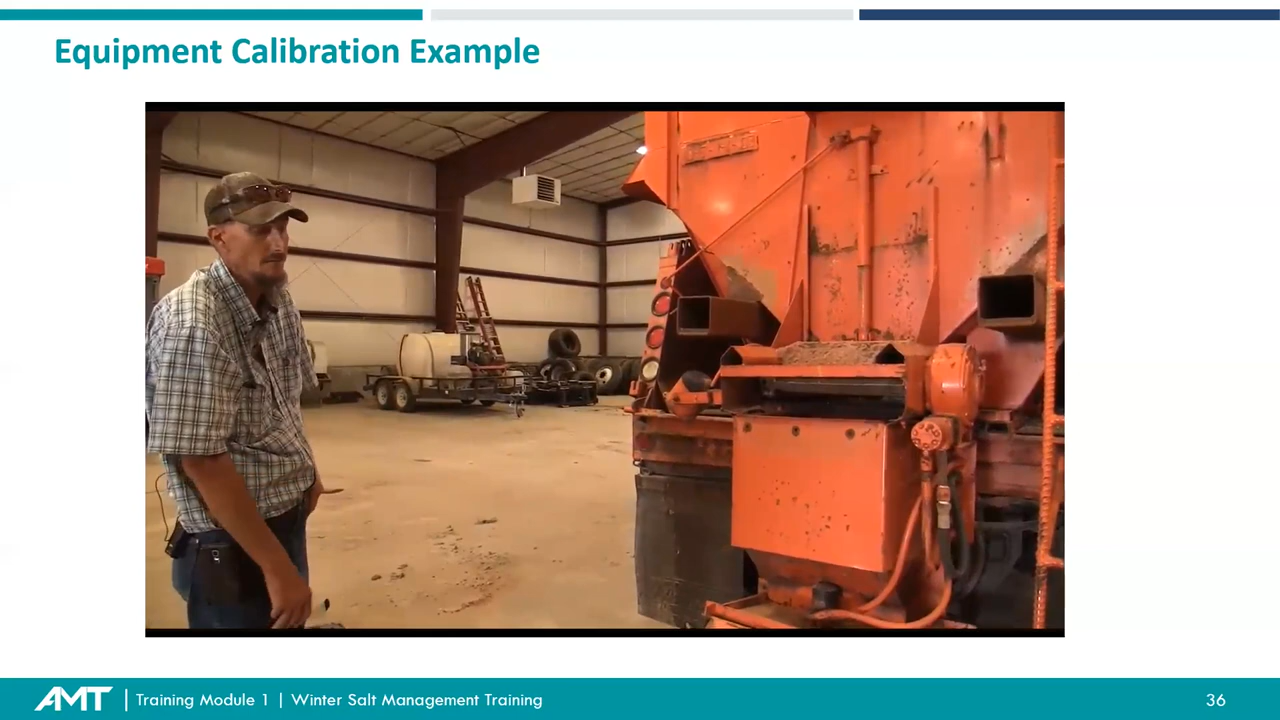 Equipment Calibration Example
AMT | Training Module 1 | Winter Salt Management Training
36